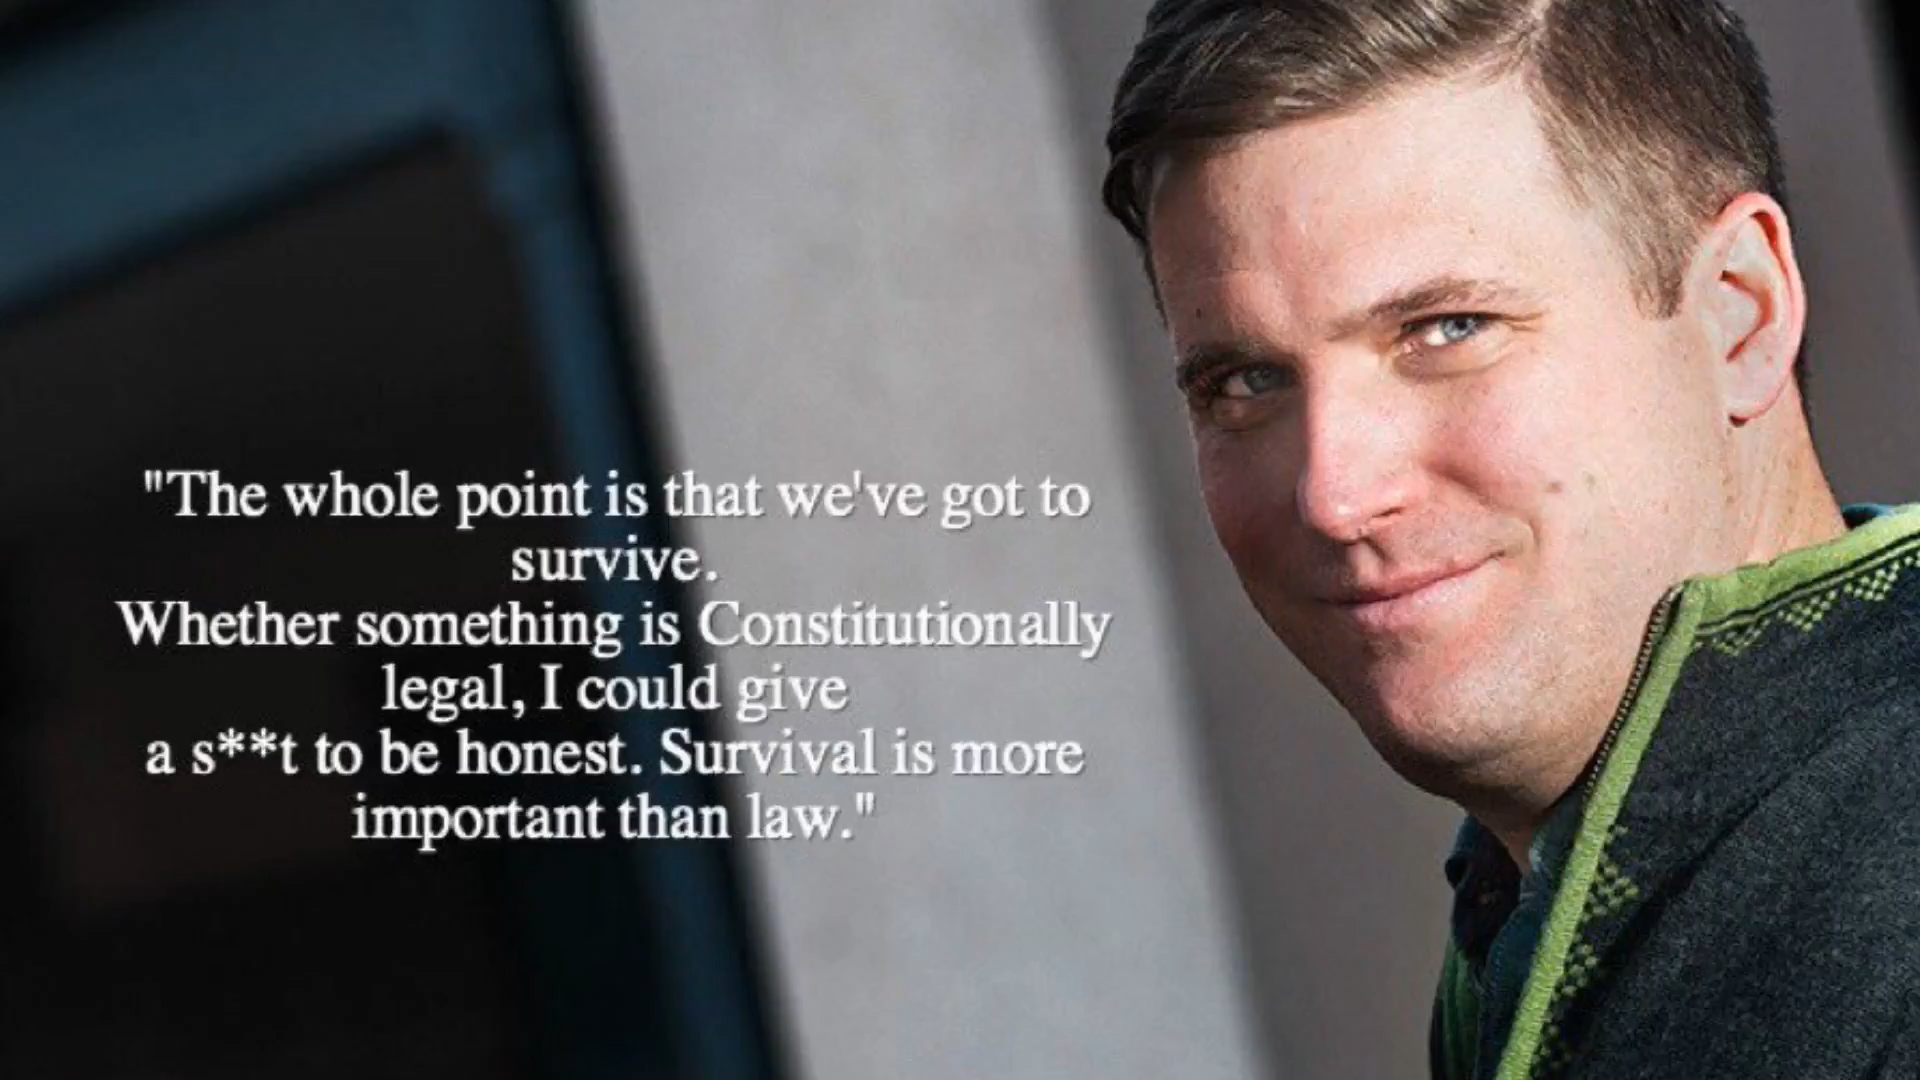 "The whole point is that we've got to
survive.
Whether something is Constitutionally
legal, I could give
a s**t to be honest. Survival is more
important than law."